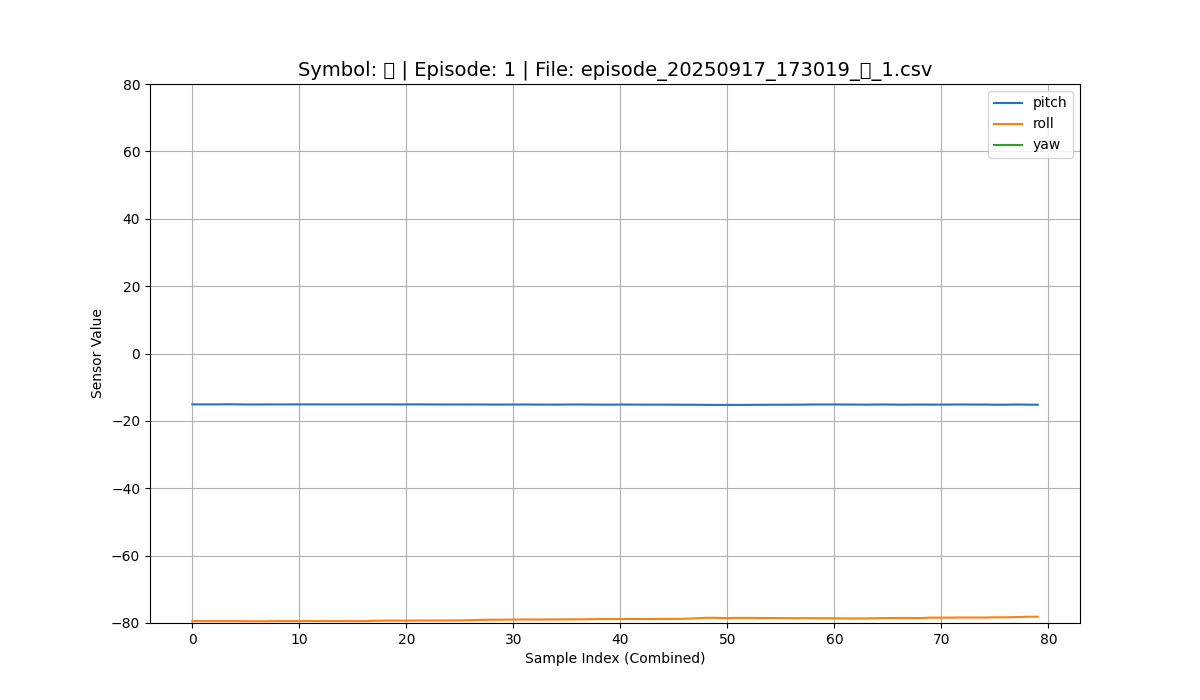 Symbol: | Episode: 1 | File: episode_20250917_173019_ _1.csv
pitch
roll
yaw
80
60
40
20
0
−20
−40
−60
−80
Sensor Value
0 10 20 30 40 50 60 70 80
Sample Index (Combined)